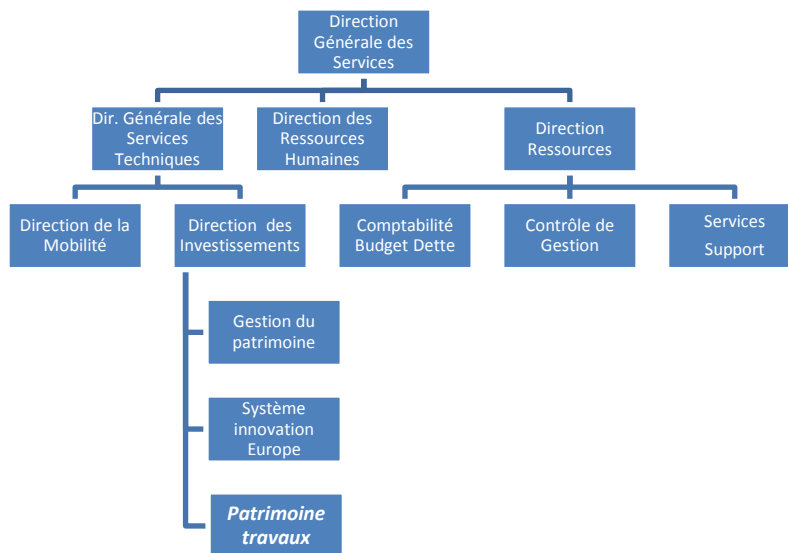 Direction
Générale des
Services
Dir. Générale des
Services
Techniques
Direction des
Ressources
Humaines
Direction
Ressources
Direction de la
Mobilité
Direction des
Investissements
Comptabilité
Budget Dette
Contrôle de
Gestion
Services
Support
Gestion du
patrimoine
Système
innovation
Europe
Patrimoine
travaux